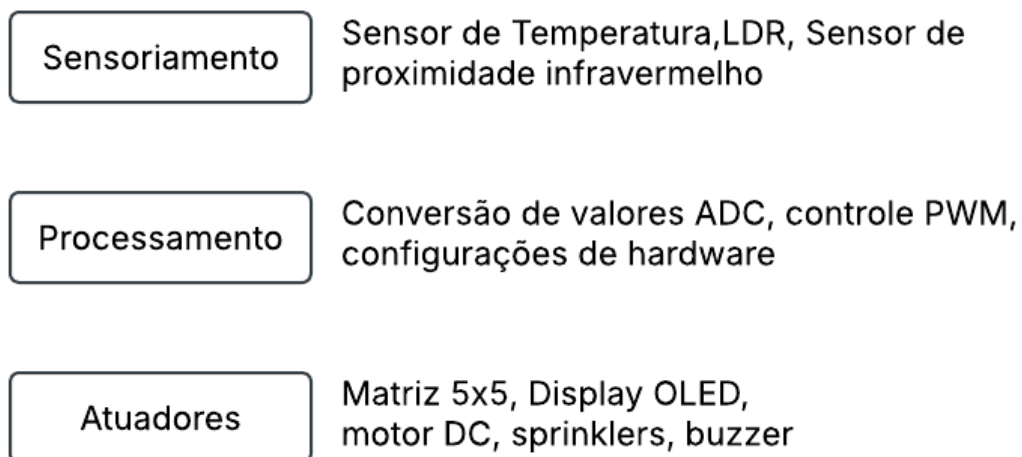 Sensoriamento
Sensor de Temperatura,LDR, Sensor de
proximidade infravermelho
Processamento
Conversão de valores ADC, controle PWM,
configurações de hardware
Atuadores
Matriz 5x5, Display OLED,
motor DC, sprinklers, buzzer